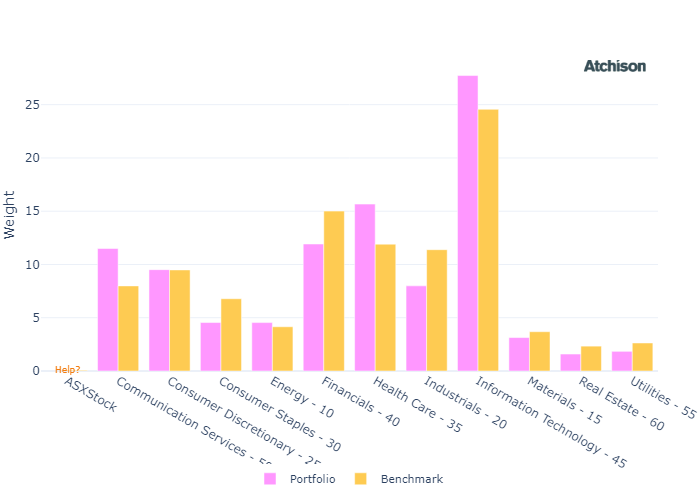 Atchison
25
20
15
10
5
0
Weight
Help?
ASXStock
Communication Services - 5
Consumer Discretionary - 25
Consumer Staples - 30
Energy - 10
Financials - 40
Health Care - 35
Industrials - 20
Information Technology - 45
Materials - 15
Real Estate - 60
Utilities - 55
Portfolio
Benchmark